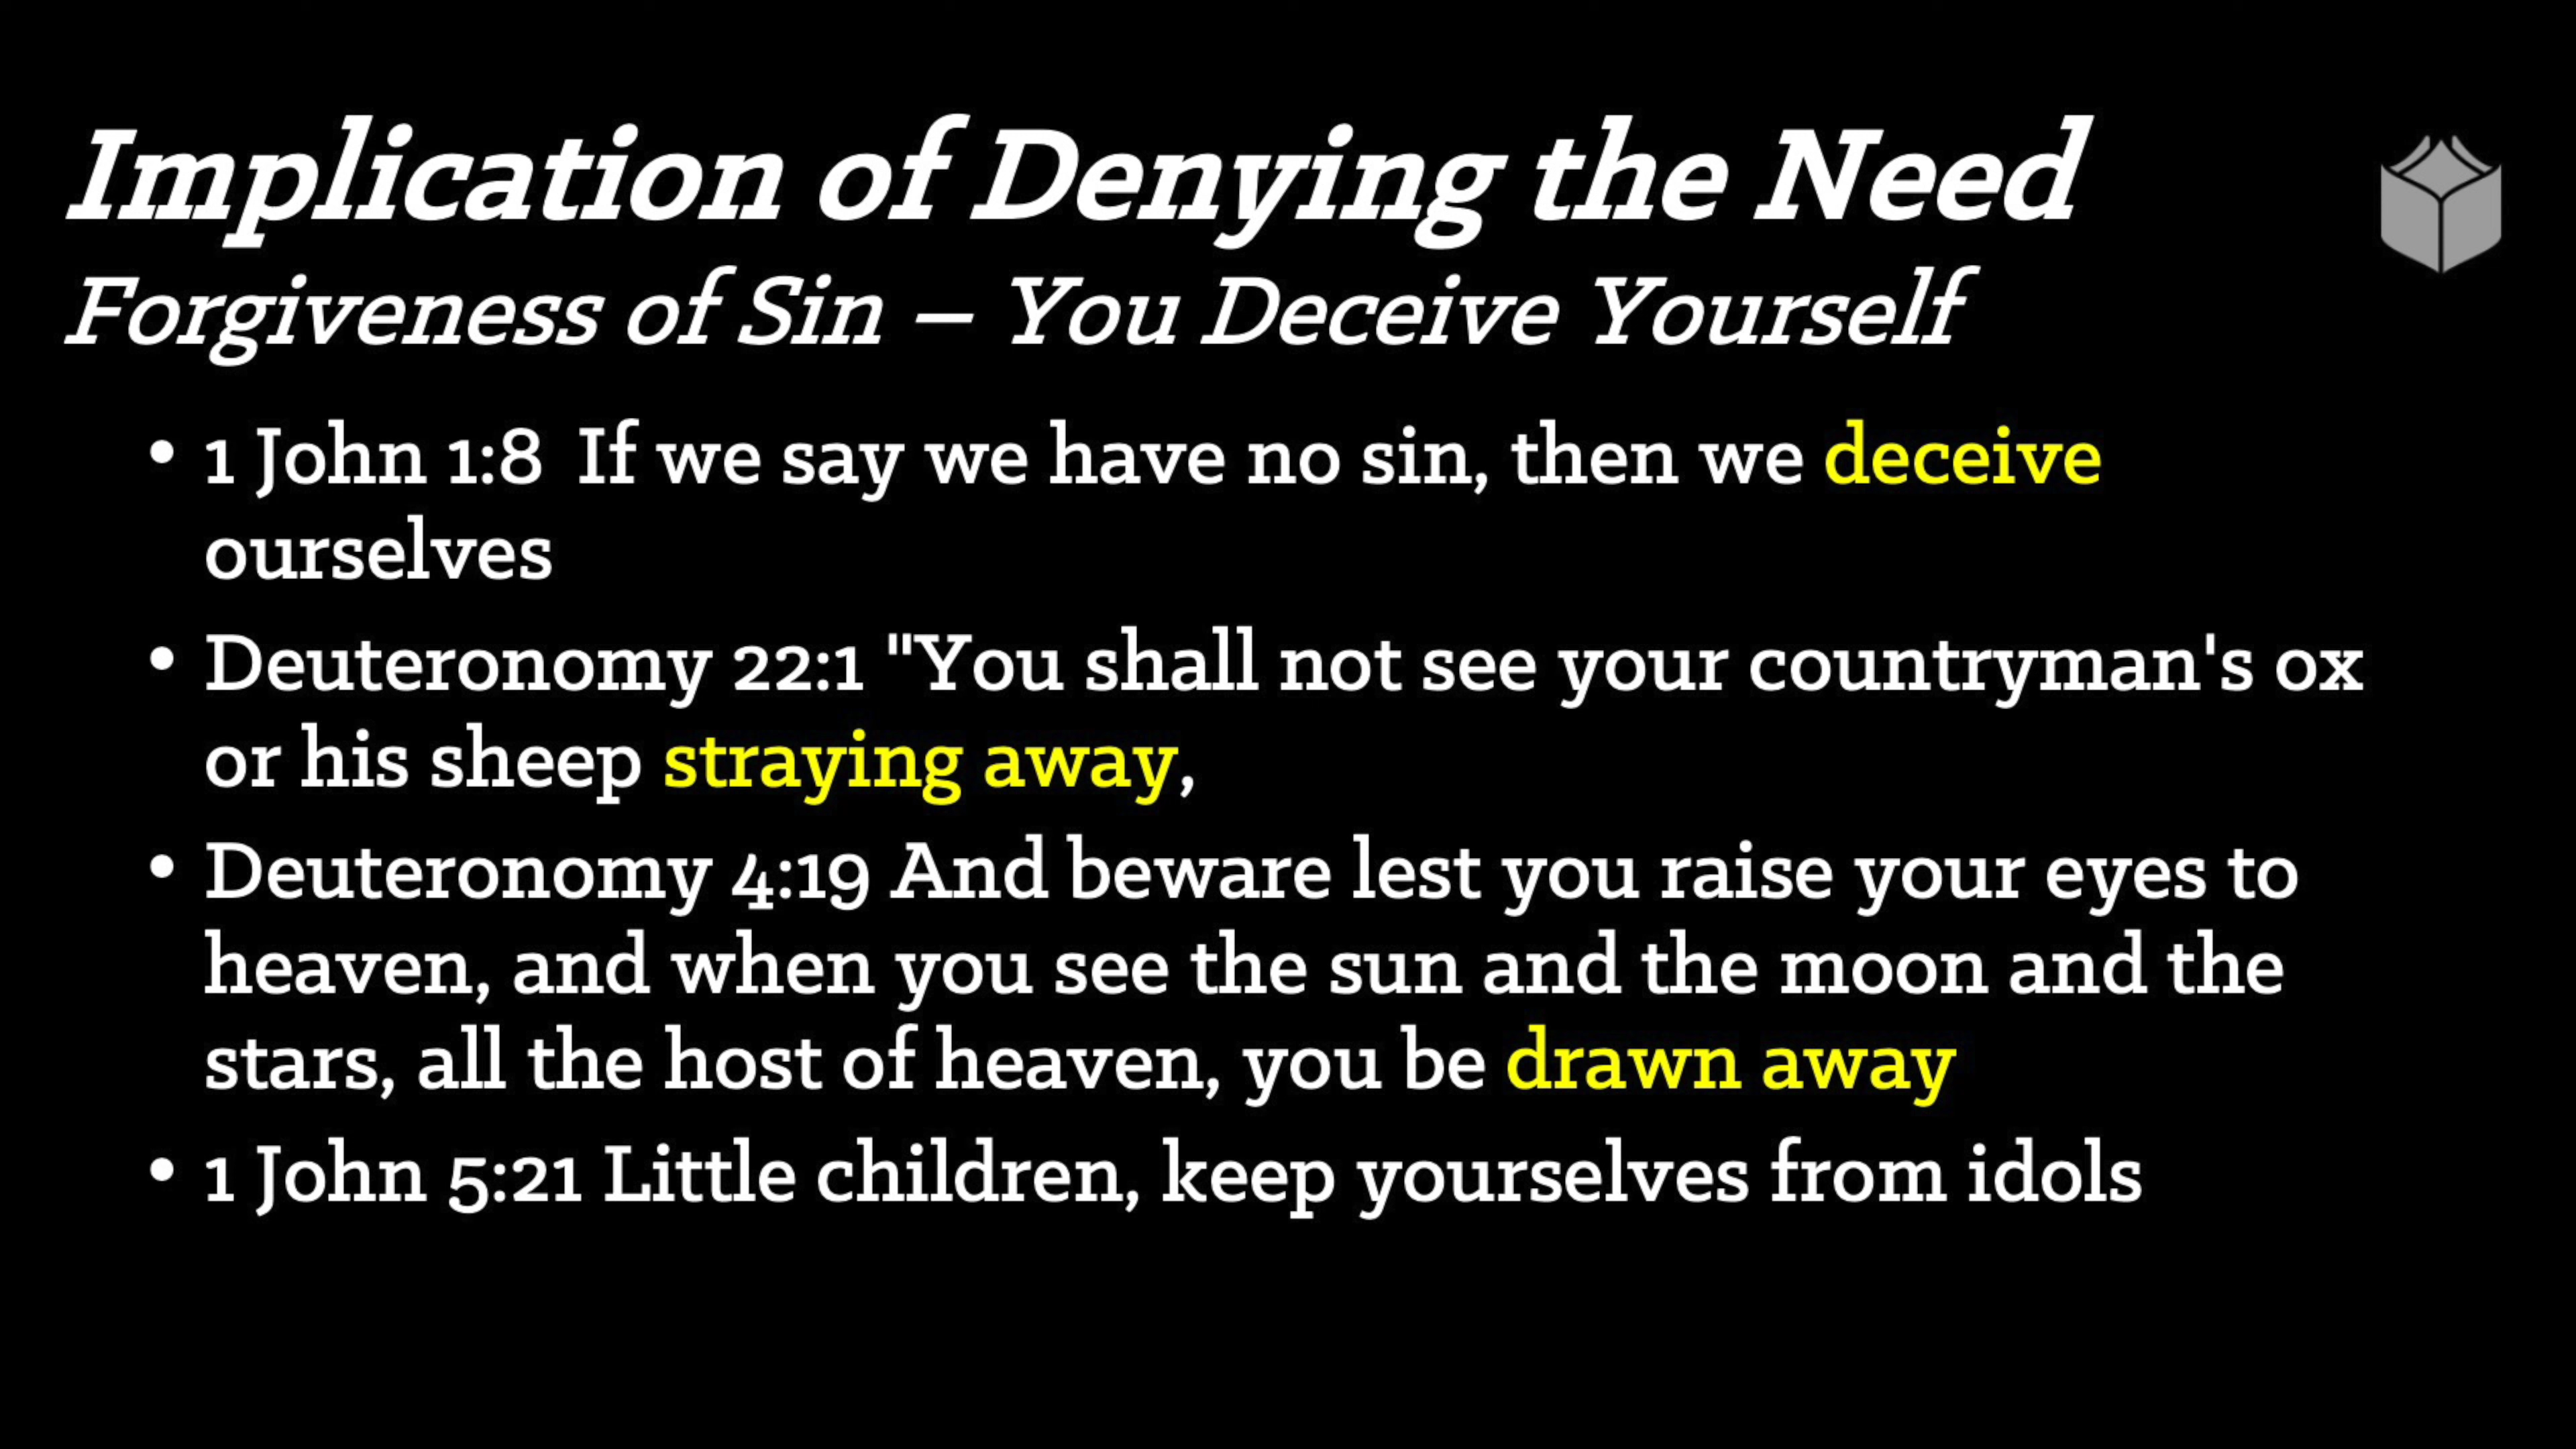 Implication of Denying the Need
Forgiveness of Sin – You Deceive Yourself
• 1 John 1:8  If we say we have no sin, then we deceive
ourselves
• Deuteronomy 22:1 "You shall not see your countryman's ox
or his sheep straying away,
• Deuteronomy 4:19 And beware lest you raise your eyes to
heaven, and when you see the sun and the moon and the
stars, all the host of heaven, you be drawn away
• 1 John 5:21 Little children, keep yourselves from idols